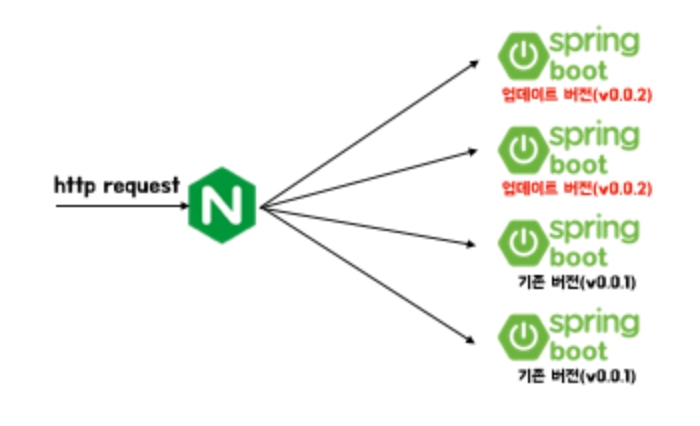 http request
N
spring
boot
업데이트 버전(v0.0.2)
spring
boot
업데이트 버전(v0.0.2)
spring
boot
기존 버전(v0.0.1)
spring
boot
기존 버전(v0.0.1)